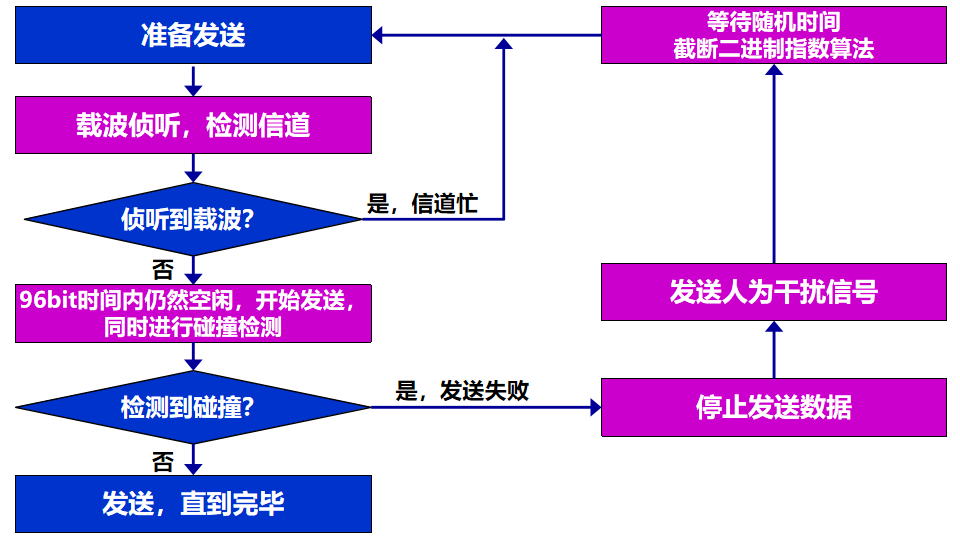 准备发送
等待随机时间
截断二进制指数算法
载波侦听，检测信道
侦听到载波？
是，信道忙
否
96bit时间内仍然空闲，开始发送，
同时进行碰撞检测
发送人为干扰信号
检测到碰撞？
是，发送失败
停止发送数据
否
发送，直到完毕